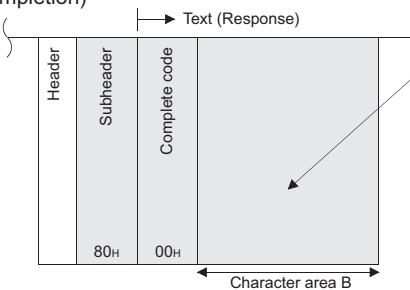 mpletion)
Text (Response)
Header
Subheader
Complete code
80H
00H
Character area B